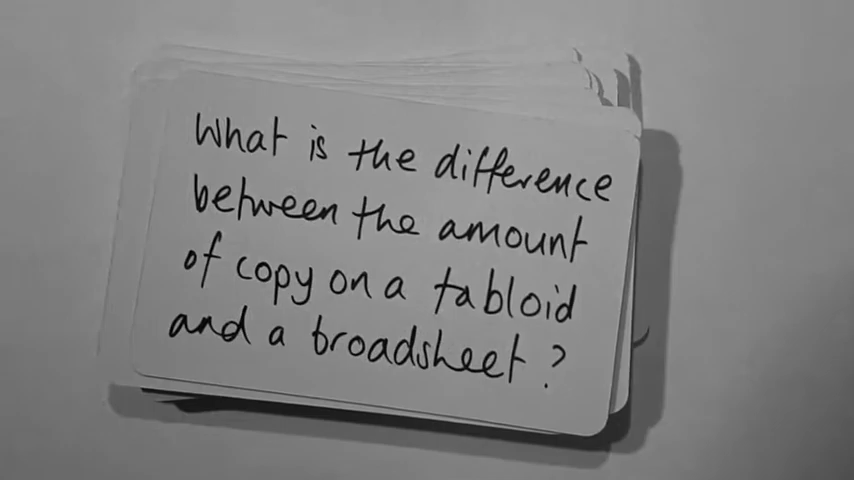 What is the difference
between the amount
of copy on a tabloid
and a broadsheet?